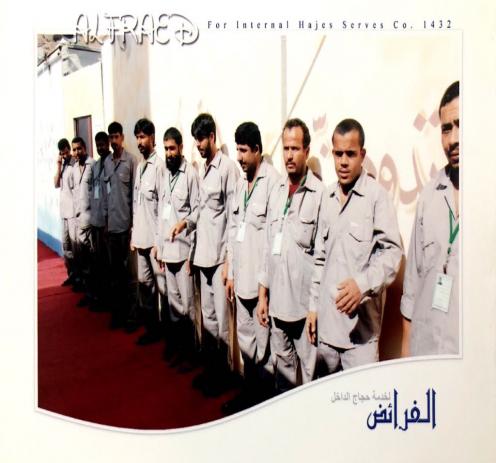 ALFRAED For Internal Hajes Serves Co. 1432
لخدمة حجاج الداخل
الفرائض